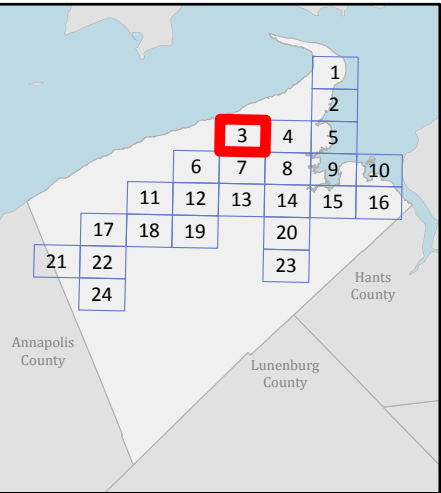 1
2
3 4 5
6 7 8 9 10
11 12 13 14 15 16
17 18 19 20
21 22 23
24
Hants
County
Annapolis
County
Lunenburg
County